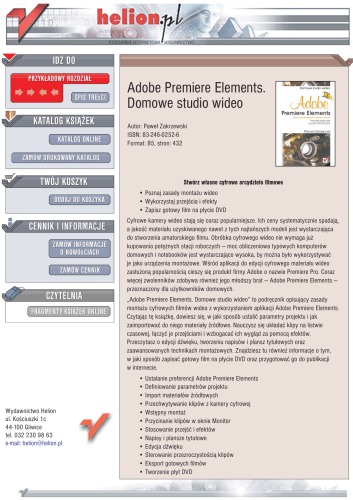 helion.pl
IDŹ DO
PRZYKŁADOWY ROZDZIAŁ
SPIS TREŚCI
KATALOG KSIĄŻEK
KATALOG ONLINE
ZAMÓW DRUKOWANY KATALOG
TWÓJ KOSZYK
DODAJ DO KOSZYKA
CENNIK I INFORMACJE
ZAMÓW INFORMACJE
O NOWOŚCIACH
ZAMÓW CENNIK
CZYTELNIA
FRAGMENTY KSIĄŻEK ONLINE
Wydawnictwo Helion
ul. Kościuszki 1c
44-100 Gliwice
tel. 032 230 98 63
e-mail: helion@helion.pl
Adobe Premiere Elements.
Domowe studio wideo
Autor: Paweł Zakrzewski
ISBN: 83-246-0252-6
Format: B5, stron: 432
Domowe studio wideo
Adobe
Premiere Elements
Stwórz własne cyfrowe arcydzieło filmowe
• Poznaj zasady montażu wideo
• Wykorzystaj przejścia i efekty
• Zapisz gotowy film na płycie DVD
Cyfrowe kamery wideo stają się coraz popularniejsze. Ich ceny systematycznie spadają,
a jakość materiału uzyskiwanego nawet z tych najtańszych modeli jest wystarczająca
do stworzenia amatorskiego filmu. Obróbka cyfrowego wideo nie wymaga już
kupowania potężnych stacji roboczych — moc obliczeniowa typowych komputerów
domowych i notebooków jest wystarczająco wysoka, by można było wykorzystywać
je jako urządzenia montażowe. Wśród aplikacji do edycji cyfrowego materiału wideo
zasłużoną popularnością cieszy się produkt firmy Adobe o nazwie Premiere Pro. Coraz
więcej zwolenników zdobywa również jego młodszy brat — Adobe Premiere Elements —
przeznaczony dla użytkowników domowych.
„Adobe Premiere Elements. Domowe studio wideo” to podręcznik opisujący zasady
montażu cyfrowych filmów wideo z wykorzystaniem aplikacji Adobe Premiere Elements.
Czytając tę książkę, dowiesz się, w jaki sposób ustalić parametry projektu i jak
zaimportować do niego materiały źródłowe. Nauczysz się układać klipy na listwie
czasowej, łączyć je przejściami i wzbogacać ich wygląd za pomocą efektów.
Przeczytasz o edycji dźwięku, tworzeniu napisów i plansz tytułowych oraz
zaawansowanych technikach montażowych. Znajdziesz tu również informacje o tym,
w jaki sposób zapisać gotowy film na płycie DVD oraz przygotować go do publikacji
w internecie.
• Ustalanie preferencji Adobe Premiere Elements
• Definiowanie parametrów projektu
• Import materiałów źródłowych
• Przechwytywanie klipów z kamery cyfrowej
• Wstępny montaż
• Przycinanie klipów w oknie Monitor
• Stosowanie przejść i efektów
• Napisy i plansze tytułowe
• Edycja dźwięku
• Sterowanie przezroczystością klipów
• Eksport gotowych filmów
• Tworzenie płyt DVD